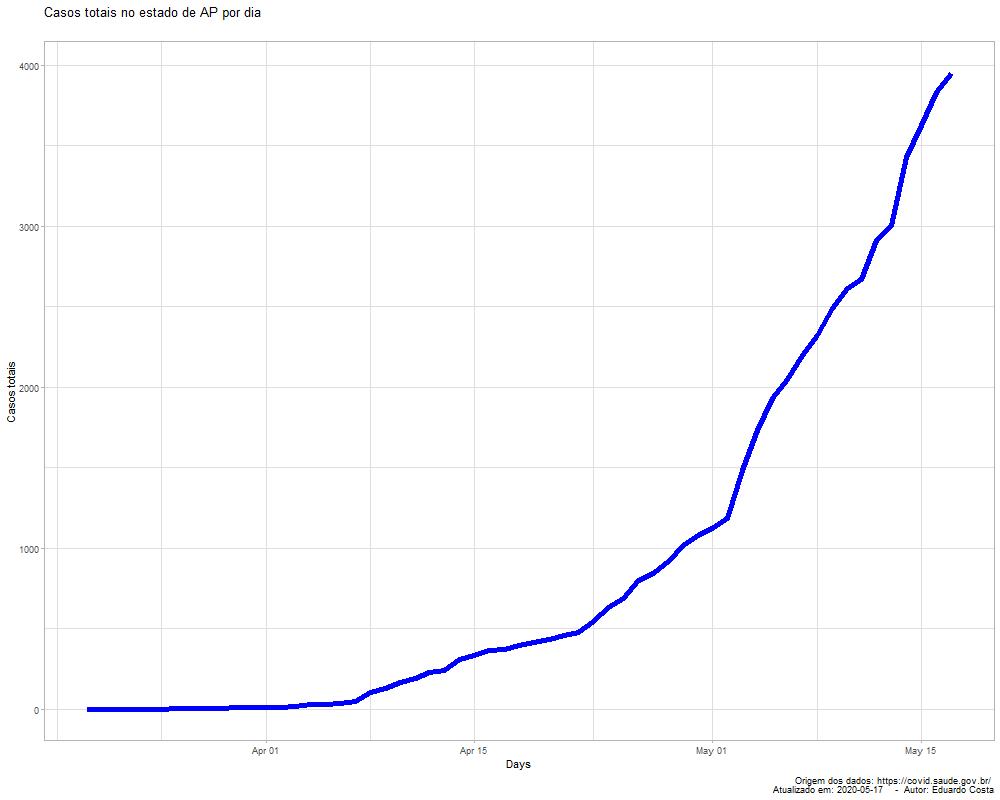 Casos totais no estado de AP por dia
4000
3000
2000
1000
0
Casos totais
Apr 01
Apr 15
May 01
May 15
Days
Origem dos dados: https://covid.saude.gov.br/
Atualizado em: 2020-05-17 - Autor: Eduardo Costa